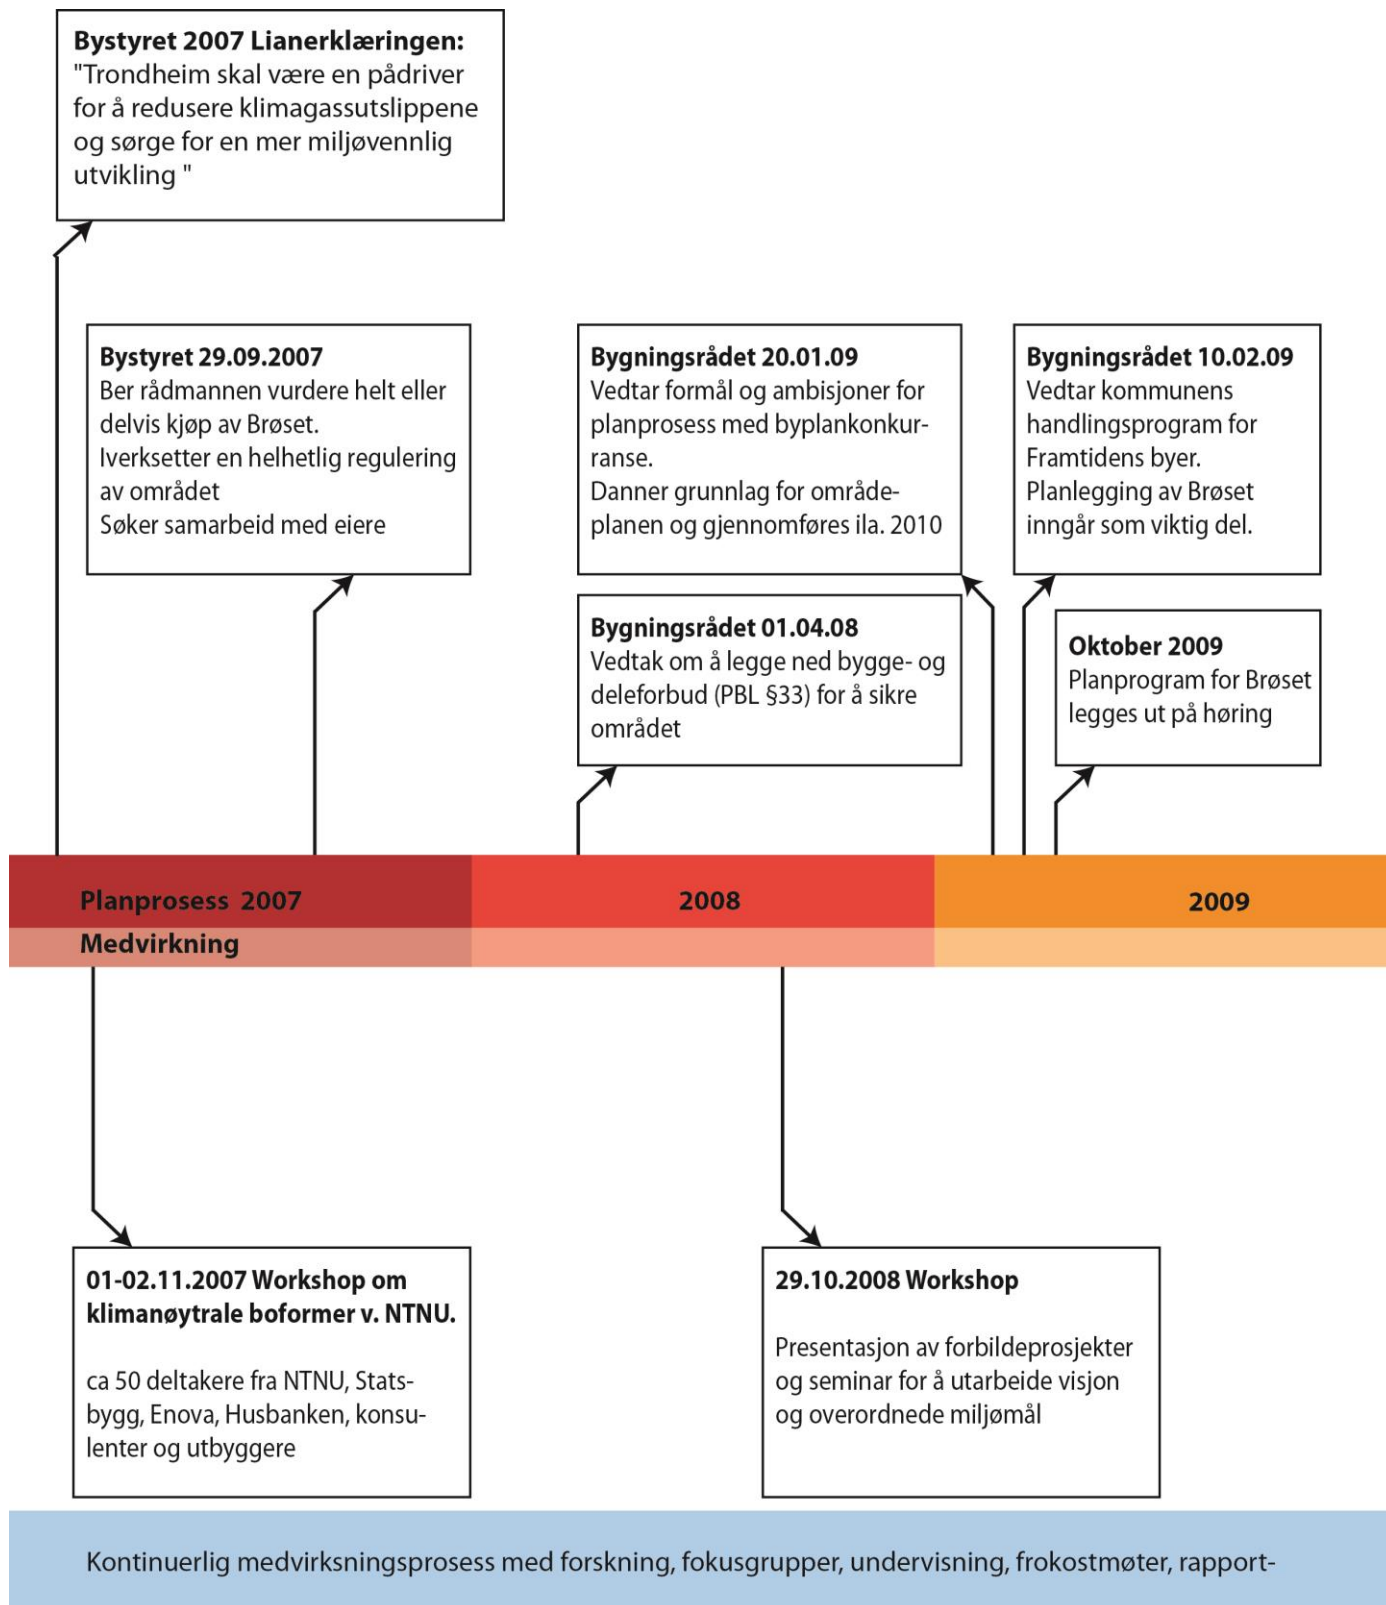 Bystyret 2007 Lianerklæringen:
"Trondheim skal være en pådriver
for å redusere klimagassutslippene
og sørge for en mer miljøvennlig
utvikling "
Bystyret 29.09.2007
Ber rådmannen vurdere helt eller
delvis kjøp av Brøset.
Iverksetter en helhetlig regulering
av området
Søker samarbeid med eiere
Bygningsrådet 20.01.09
Vedtar formål og ambisjoner for
planprosess med byplankonkur-
ranse.
Danner grunnlag for område-
planen og gjennomføres ila. 2010
Bygningsrådet 10.02.09
Vedtar kommunens
handlingsprogram for
Framtidens byer.
Planlegging av Brøset
inngår som viktig del.
Bygningsrådet 01.04.08
Vedtak om å legge ned bygge- og
deleforbud (PBL §33) for å sikre
området
Oktober 2009
Planprogram for Brøset
legges ut på høring
Planprosess 2007
2008
2009
Medvirkning
01-02.11.2007 Workshop om
klimanøytrale boformer v. NTNU.
ca 50 deltakere fra NTNU, Stats-
bygg, Enova, Husbanken, konsu-
lenter og utbyggere
29.10.2008 Workshop
Presentasjon av forbildeprosjekter
og seminar for å utarbeide visjon
og overordnede miljømål
Kontinuerlig medvirksningsprosess med forskning, fokusgrupper, undervisning, frokostmøter, rapport-